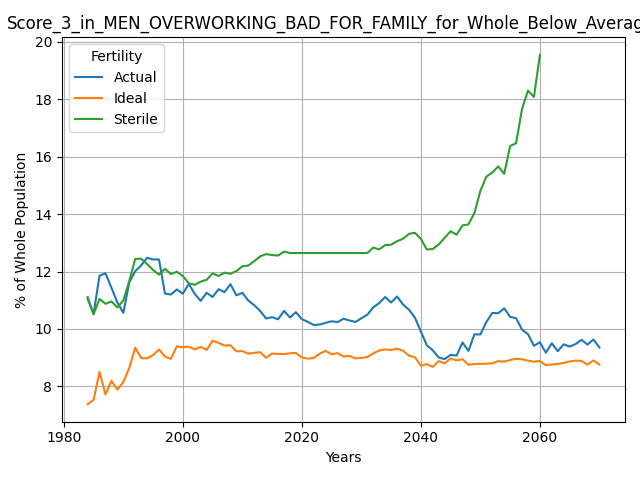 Score_3_in_MEN_OVERWORKING_BAD_FOR_FAMILY_for_Whole_Below_Averag
20
18
16
14
12
10
8
% of Whole Population
Fertility
Actual
Ideal
Sterile
1980 2000 2020 2040 2060
Years